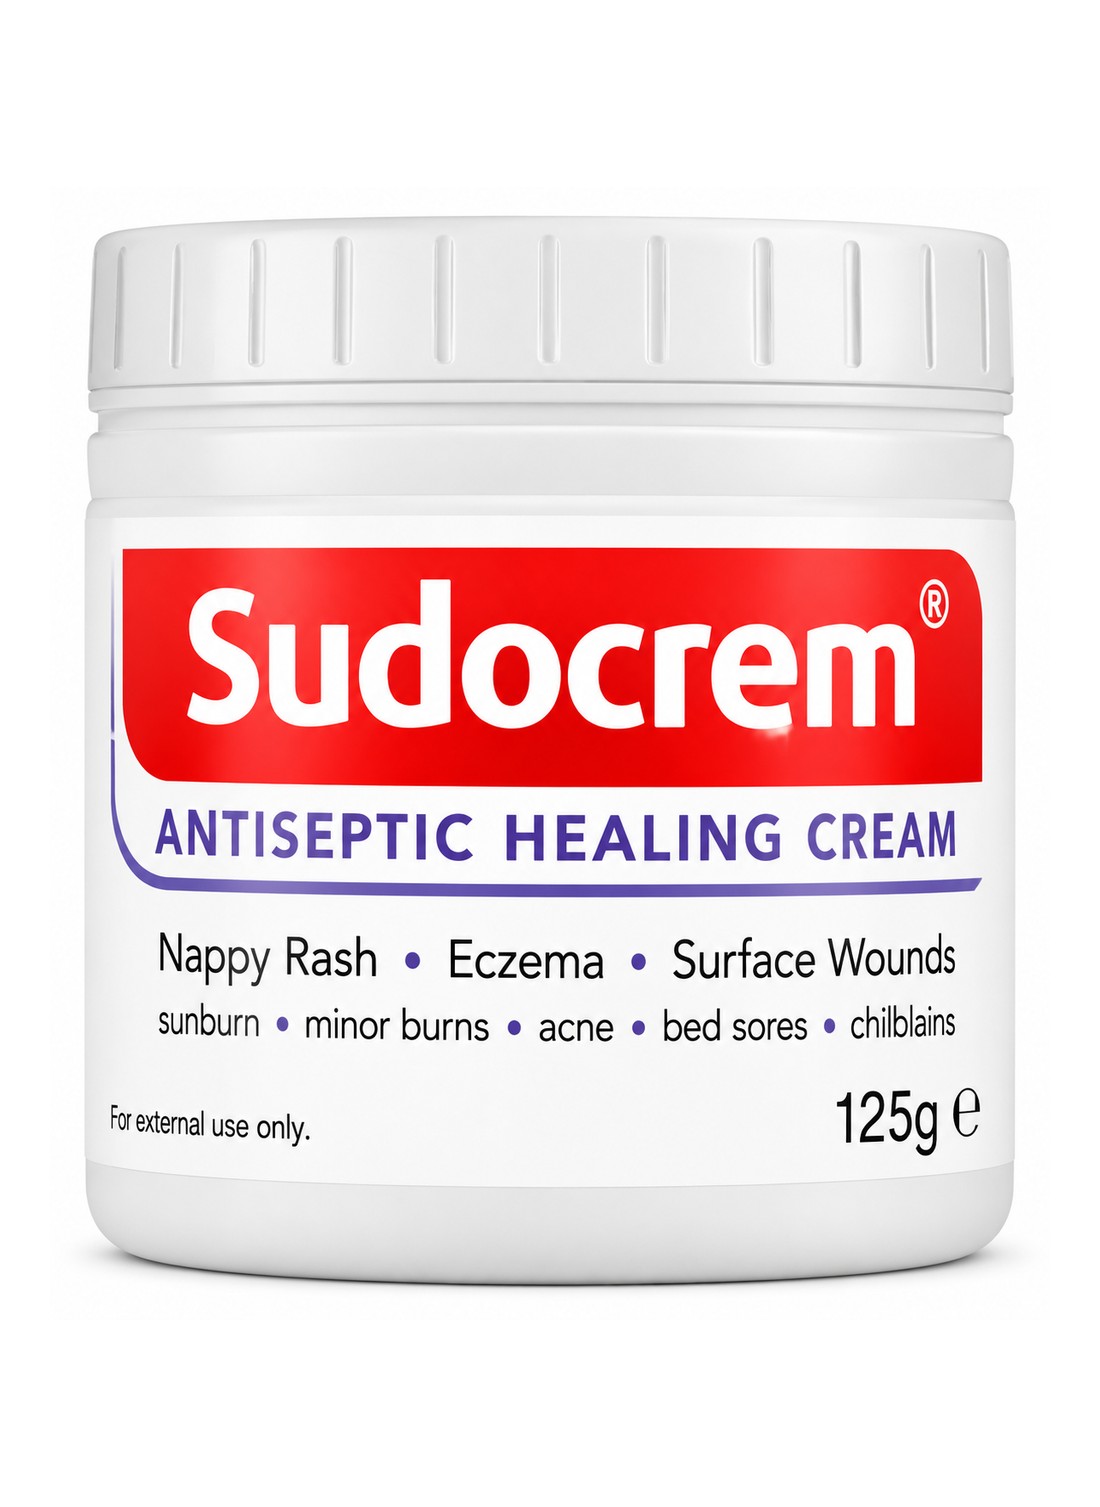 Sudocrem®
ANTISEPTIC HEALING CREAM
Nappy Rash • Eczema • Surface Wounds
sunburn • minor burns • acne • bed sores • chilblains
For external use only.
125g ℮